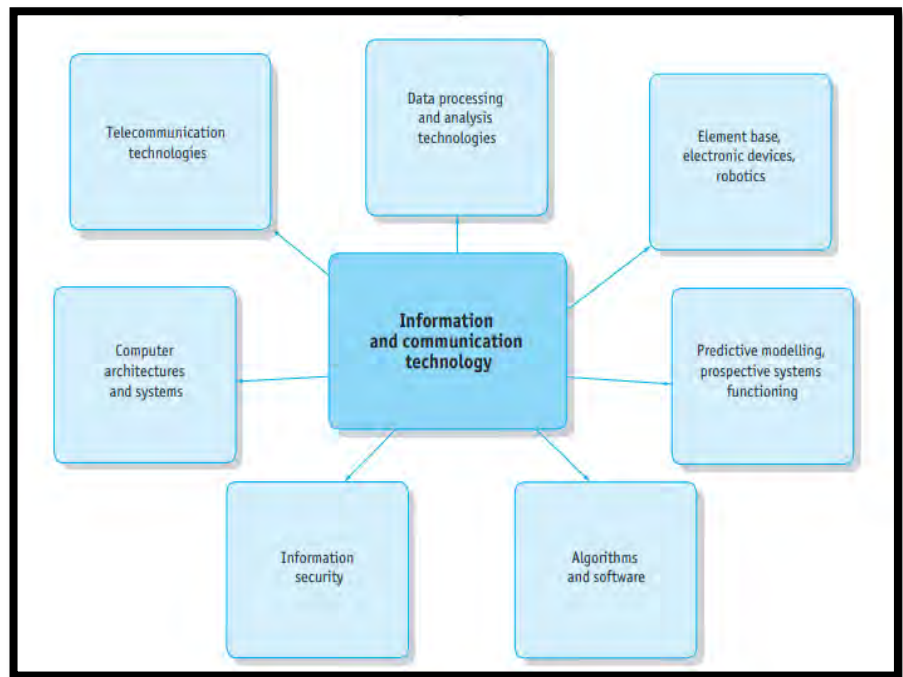 Data processing
and analysis
technologies
Telecommunication
technologies
Element base,
electronic devices,
robotics
Information
and communication
technology
Computer
architectures
and systems
Predictive modelling,
prospective systems
functioning
Information
security
Algorithms
and software